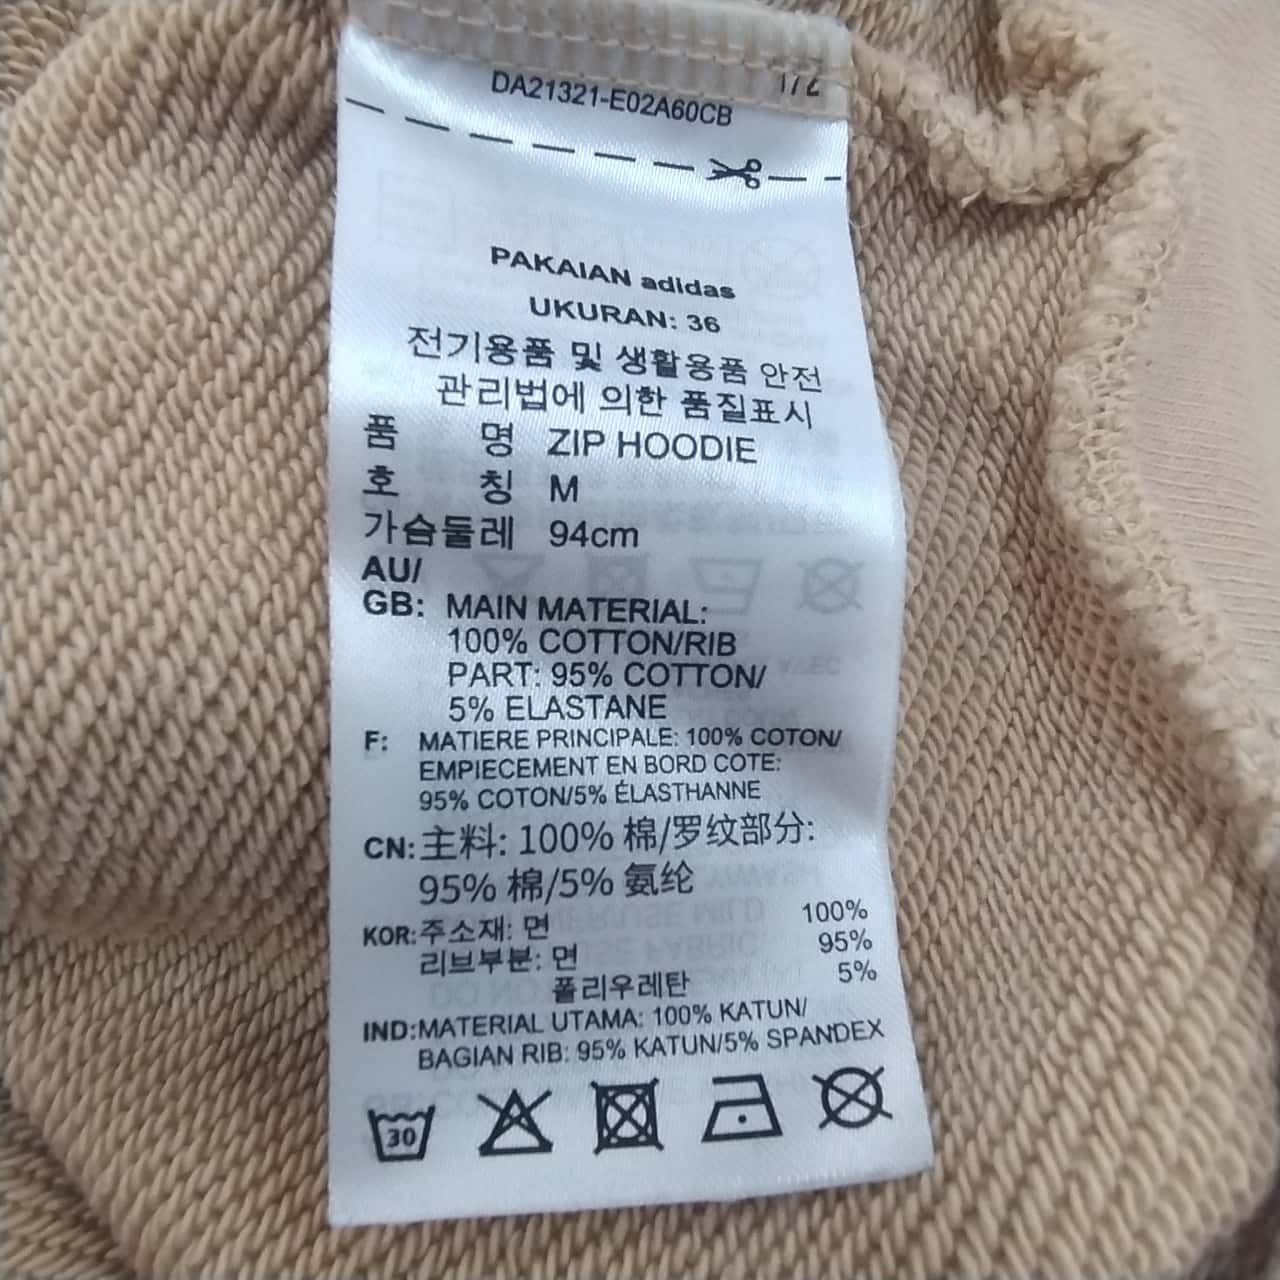 DA21321-E02A60CB
PAKAIAN adidas
UKURAN: 36
전기용품 및 생활용품 안전
관리법에 의한 품질표시
품 명 ZIP HOODIE
호 칭 M
가슴둘레 94cm
AU/
GB: MAIN MATERIAL:
100% COTTON/RIB
PART: 95% COTTON/
5% ELASTANE
F: MATIERE PRINCIPALE: 100% COTON/
EMPIECEMENT EN BORD COTE:
95% COTON/5% ÉLASTHANNE
CN: 主料: 100% 棉/罗纹部分:
95% 棉/5% 氨纶
KOR: 주소재: 면 100%
리브부분: 면 95%
폴리우레탄 5%
IND: MATERIAL UTAMA: 100% KATUN/
BAGIAN RIB: 95% KATUN/5% SPANDEX
30